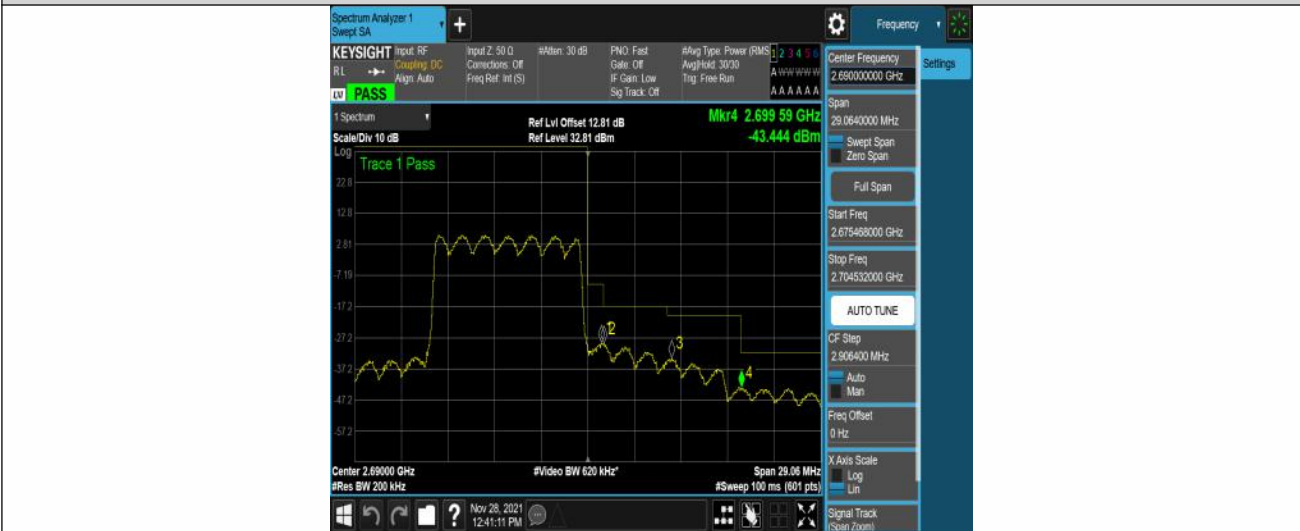 Spectrum Analyzer 1
Swept SA
+
Frequency
KEYSIGHT
RL
LV PASS
Input: RF
Coupling: DC
Align: Auto
Input Z: 50 Ω
Corrections: Off
Freq Ref: Int (S)
#Atten: 30 dB
PNO: Fast
Gate: Off
IF Gain: Low
Sig Track: Off
#Avg Type: Power (RMS
Avg|Hold: 30/30
Trig: Free Run
1 2 3 4 5 6
A W W W W W
A A A A A A
Center Frequency
2.690000000 GHz
Settings
Span
29.0640000 MHz
Swept Span
Zero Span
Full Span
Start Freq
2.675468000 GHz
Stop Freq
2.704532000 GHz
AUTO TUNE
CF Step
2.906400 MHz
Auto
Man
Freq Offset
0 Hz
X Axis Scale
Log
Lin
Signal Track
(Span Zoom)
1 Spectrum
Scale/Div 10 dB
Ref Lvl Offset 12.81 dB
Ref Level 32.81 dBm
Mkr4 2.699 59 GHz
-43.444 dBm
Log
Trace 1 Pass
22.8
12.8
2.81
-7.19
-17.2
-27.2
-37.2
-47.2
-57.2
2
3
4
Center 2.69000 GHz
#Res BW 200 kHz
#Video BW 620 kHz*
Span 29.06 MHz
#Sweep 100 ms (601 pts)
?
Nov 28, 2021
12:41:11 PM